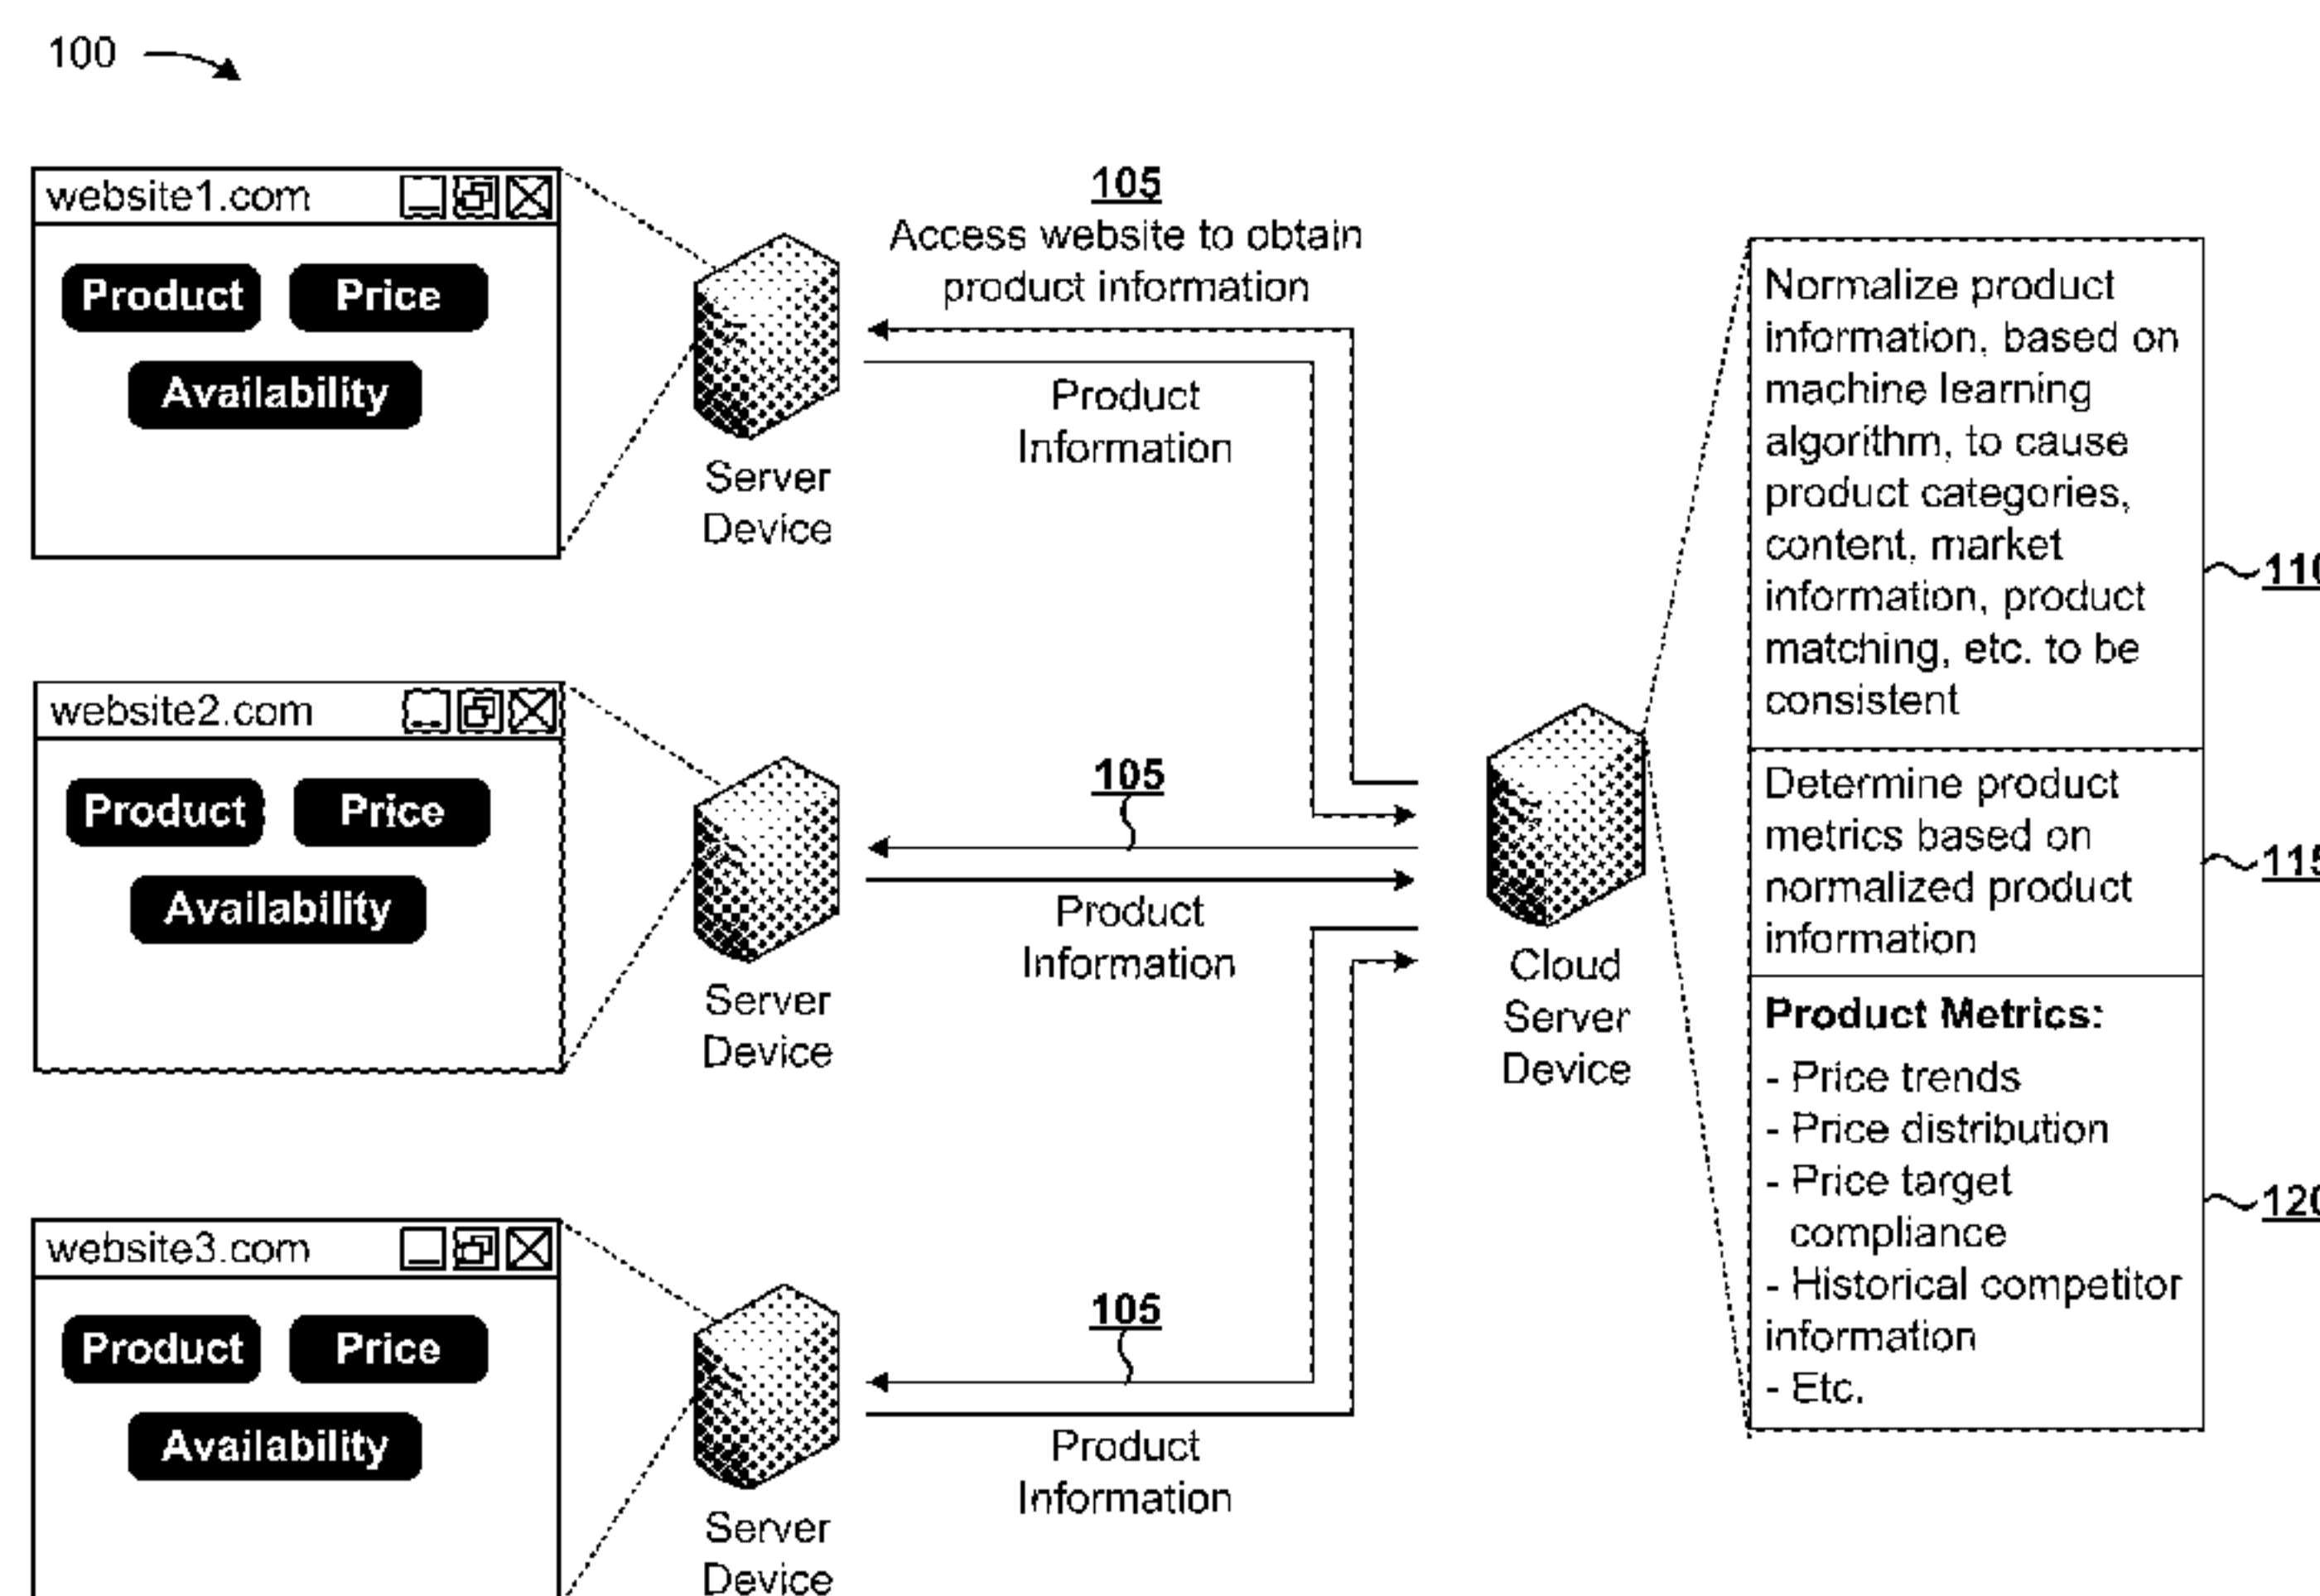 100
website1.com
Product Price
Availability
Server
Device
105
Access website to obtain
product information
Product
Information
website2.com
Product Price
Availability
Server
Device
105
Product
Information
website3.com
Product Price
Availability
Server
Device
105
Product
Information
Cloud
Server
Device
Normalize product
information, based on
machine learning
algorithm, to cause
product categories,
content, market
information, product
matching, etc. to be
consistent
110
Determine product
metrics based on
normalized product
information
115
Product Metrics:
- Price trends
- Price distribution
- Price target
compliance
- Historical competitor
information
- Etc.
120